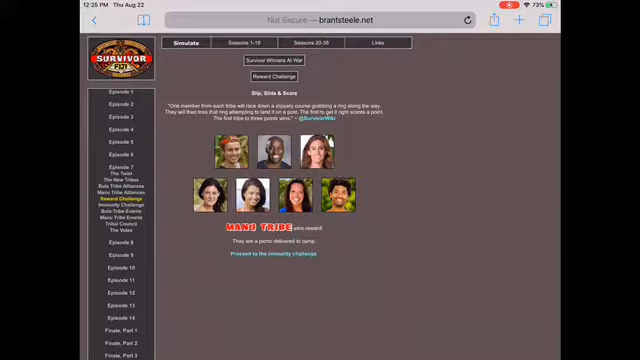 12:25 PM Thu Aug 22
73%
Not Secure — brantsteele.net
SURVIVOR
FIJI
Simulate
Seasons 1-19
Seasons 20-38
Links
Survivor Winners At War
Reward Challenge
Slip, Slide & Score
"One member from each tribe will race down a slippery course grabbing a ring along the way.
They will then toss that ring attempting to land it on a post. The first to get it right scores a point.
The first tribe to three points wins." ~ @SurvivorWiki
MANU TRIBE wins reward!
They win a picnic delivered to camp.
Proceed to the immunity challenge
Episode 1
Episode 2
Episode 3
Episode 4
Episode 5
Episode 6
Episode 7
The Twist
The New Tribes
Bula Tribe Alliances
Manu Tribe Alliances
Reward Challenge
Immunity Challenge
Bula Tribe Events
Manu Tribe Events
Tribal Council
The Votes
Episode 8
Episode 9
Episode 10
Episode 11
Episode 12
Episode 13
Episode 14
Finale, Part 1
Finale, Part 2
Finale, Part 3